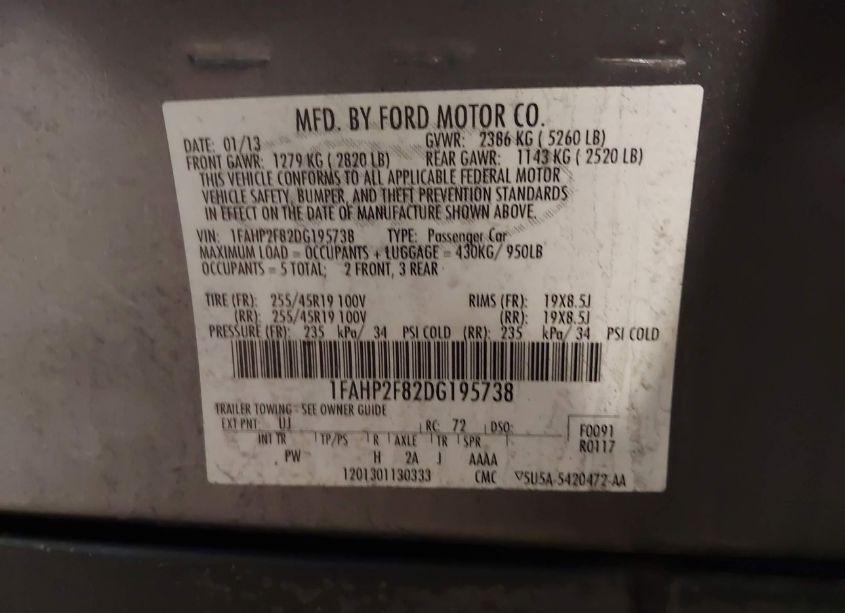 MFD. BY FORD MOTOR CO.
DATE: 01/13 GVWR: 2386 KG ( 5260 LB)
FRONT GAWR: 1279 KG ( 2820 LB) REAR GAWR: 1143 KG ( 2520 LB)
THIS VEHICLE CONFORMS TO ALL APPLICABLE FEDERAL MOTOR
VEHICLE SAFETY, BUMPER, AND THEFT PREVENTION STANDARDS
IN EFFECT ON THE DATE OF MANUFACTURE SHOWN ABOVE.
VIN: 1FAHP2F82DG195738 TYPE: Passenger Car
MAXIMUM LOAD = OCCUPANTS + LUGGAGE = 430KG/ 950LB
OCCUPANTS = 5 TOTAL; 2 FRONT, 3 REAR
TIRE (FR): 255/45R19 100V RIMS (FR): 19X8.5J
(RR): 255/45R19 100V (RR): 19X8.5J
PRESSURE (FR): 235 kPa/ 34 PSI COLD (RR): 235 kPa/ 34 PSI COLD
1FAHP2F82DG195738
TRAILER TOWING - SEE OWNER GUIDE
EXT PNT: UJ RC: 72 DSO: F0091
INT TR TP/PS R AXLE TR SPR R0117
PW H 2A J AAAA
1201301130333 CMC ▽5U5A-5420472-AA